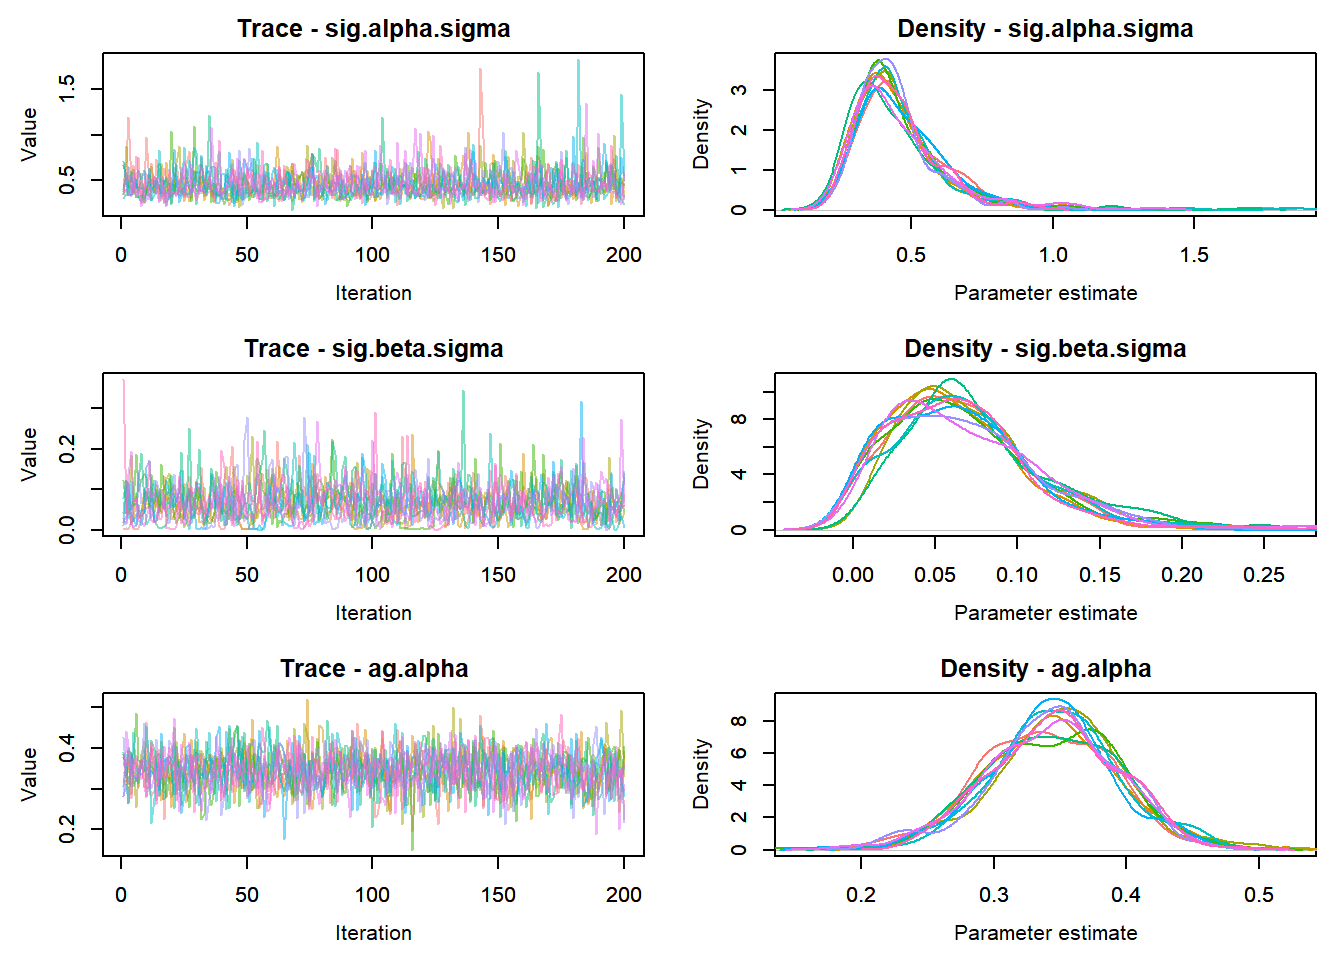 Trace - sig.alpha.sigma
Value
1.5
0.5
0 50 100 150 200
Iteration
Density - sig.alpha.sigma
Density
3
2
1
0
0.5 1.0 1.5
Parameter estimate
Trace - sig.beta.sigma
Value
0.2
0.0
0 50 100 150 200
Iteration
Density - sig.beta.sigma
Density
8
4
0
0.00 0.05 0.10 0.15 0.20 0.25
Parameter estimate
Trace - ag.alpha
Value
0.4
0.2
0 50 100 150 200
Iteration
Density - ag.alpha
Density
8
6
4
2
0
0.2 0.3 0.4 0.5
Parameter estimate